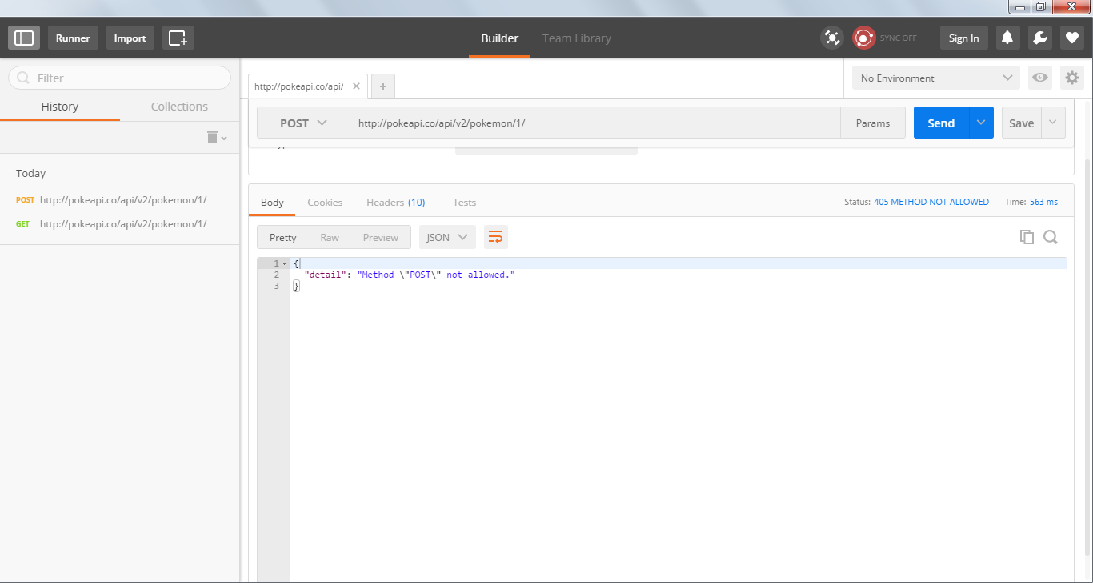 Runner
Import
Builder
Team Library
SYNC OFF
Sign In
Filter
History
Collections
Today
POST http://pokeapi.co/api/v2/pokemon/1/
GET http://pokeapi.co/api/v2/pokemon/1/
http://pokeapi.co/api/
No Environment
POST
http://pokeapi.co/api/v2/pokemon/1/
Params
Send
Save
Body
Cookies
Headers (10)
Tests
Status: 405 METHOD NOT ALLOWED
Time: 563 ms
Pretty
Raw
Preview
JSON
1 {
2 "detail": "Method \"POST\" not allowed."
3 }